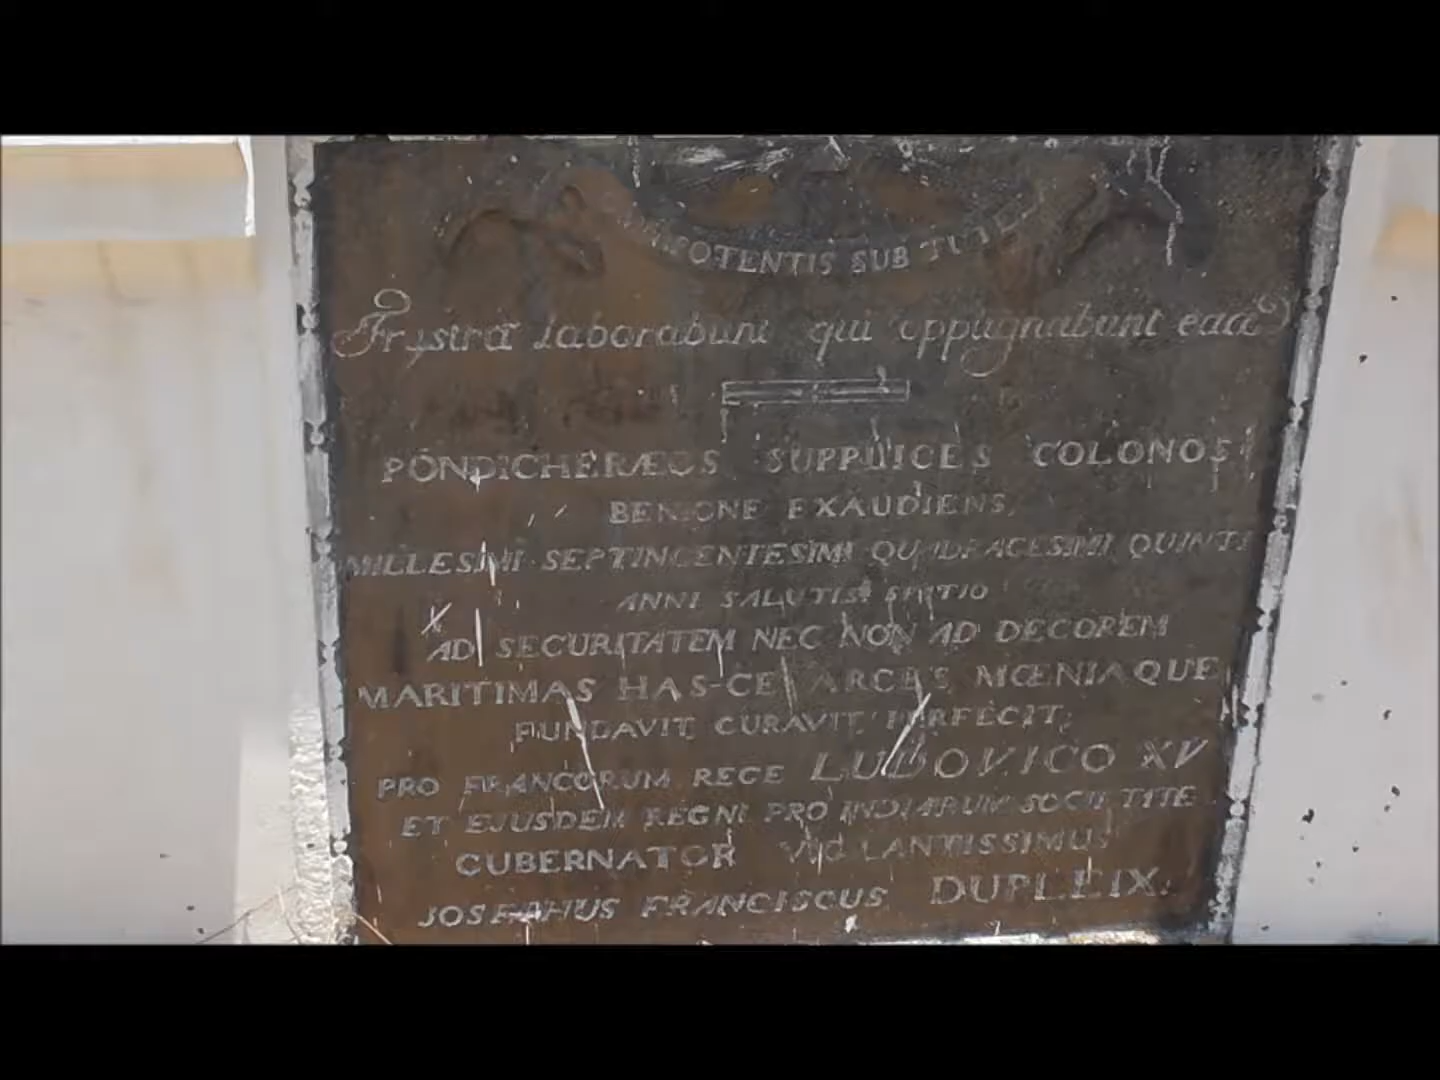 POTENTIS SUB TUTE
Frustra laborabunt qui oppugnabunt eam
PONDICHERÆOS SUPPLICES COLONOS
BENIGNE EXAUDIENS,
MILLESIMI SEPTINGENTESIMI QUADRAGESIMI QUINTI
ANNI SALUTIS SPATIO
AD SECURITATEM NEC NON AD DECOREM
MARITIMAS HAS-CE ARCES MŒNIAQUE
FUNDAVIT, CURAVIT, PERFECIT,
PRO FRANCORUM REGE LUDOVICO XV
ET EJUSDEM REGNI PRO INDIARUM SOCIETATE
GUBERNATOR VIGILANTISSIMUS
JOSEPHUS FRANCISCUS DUPLEIX.